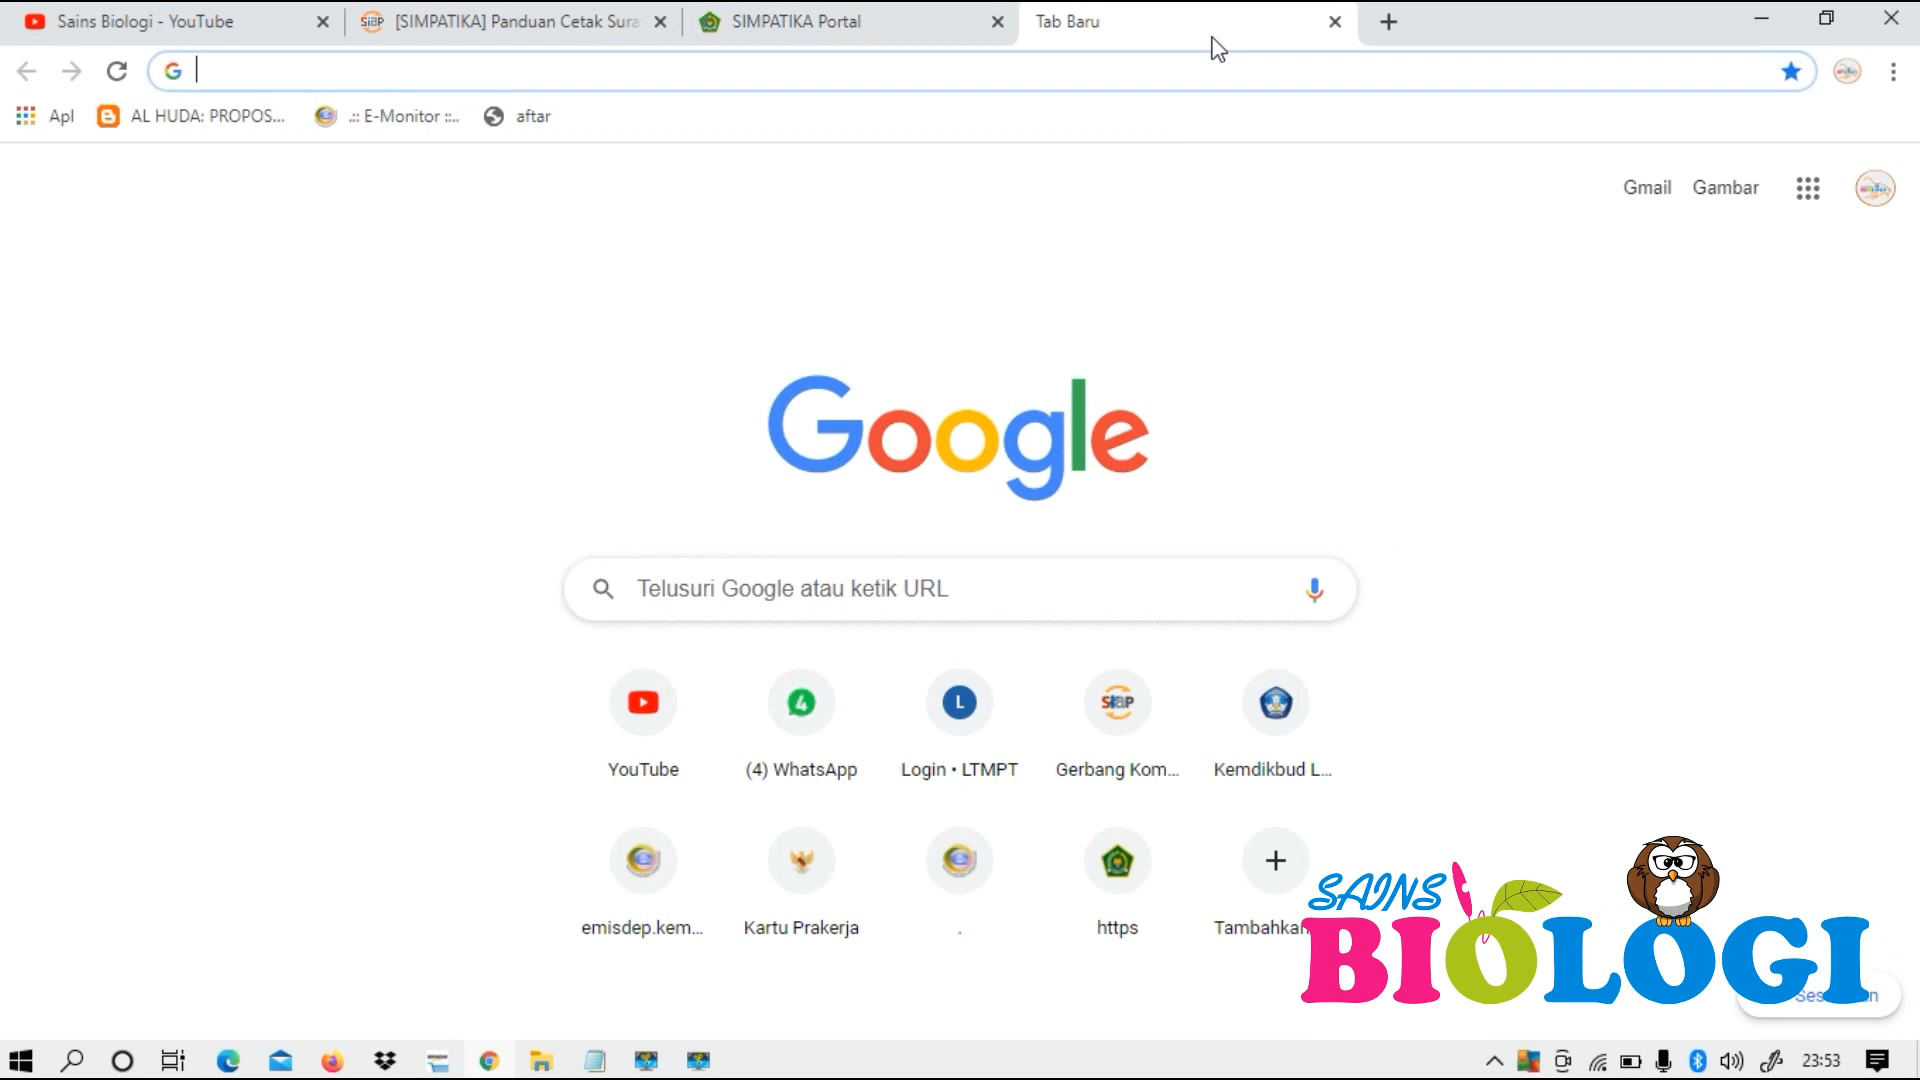 Sains Biologi - YouTube
[SIMPATIKA] Panduan Cetak Sura
SIMPATIKA Portal
Tab Baru
Apl
AL HUDA: PROPOS...
.:: E-Monitor ::..
aftar
Gmail
Gambar
Google
Telusuri Google atau ketik URL
YouTube
(4) WhatsApp
Login • LTMPT
Gerbang Kom...
Kemdikbud L...
emisdep.kem...
Kartu Prakerja
.
https
Tambahkan
SAINS
BIOLOGI
23:53